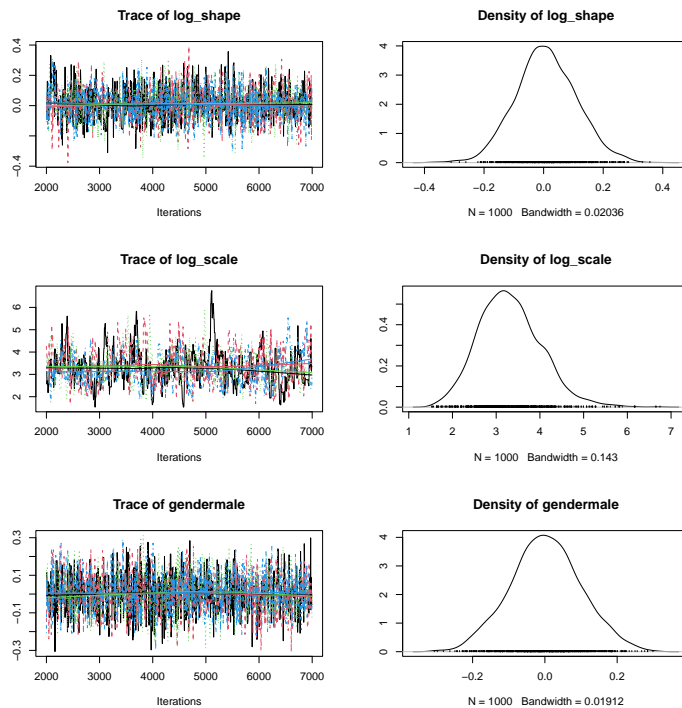 Trace of log_shape
−0.4 0.0 0.4
2000 3000 4000 5000 6000 7000
Iterations
Density of log_shape
0 1 2 3 4
−0.4 −0.2 0.0 0.2 0.4
N = 1000 Bandwidth = 0.02036
Trace of log_scale
2 3 4 5 6
2000 3000 4000 5000 6000 7000
Iterations
Density of log_scale
0.0 0.2 0.4
1 2 3 4 5 6 7
N = 1000 Bandwidth = 0.143
Trace of gendermale
−0.3 −0.1 0.1 0.3
2000 3000 4000 5000 6000 7000
Iterations
Density of gendermale
0 1 2 3 4
−0.2 0.0 0.2
N = 1000 Bandwidth = 0.01912